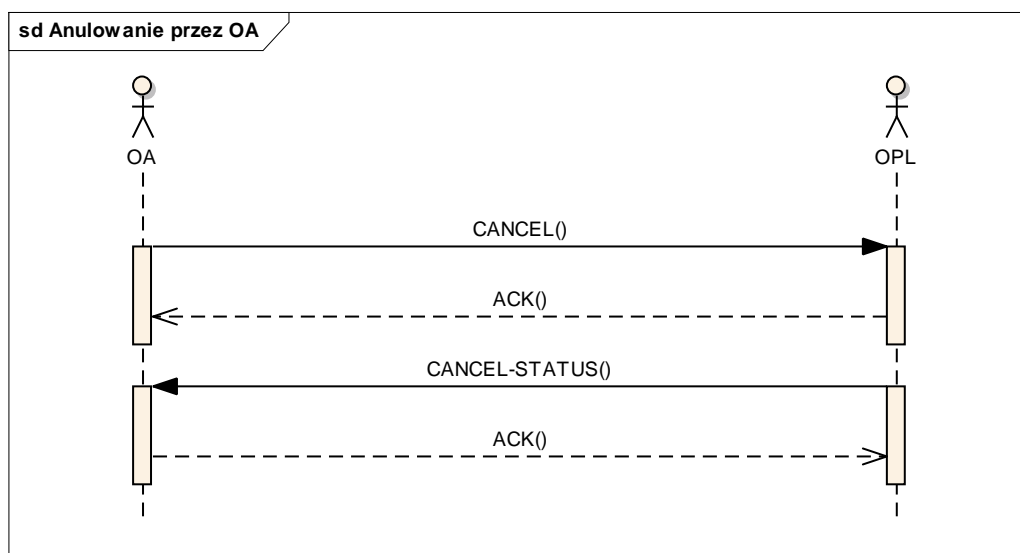 sd Anulowanie przez OA
OA
OPL
CANCEL()
ACK()
CANCEL-STATUS()
ACK()